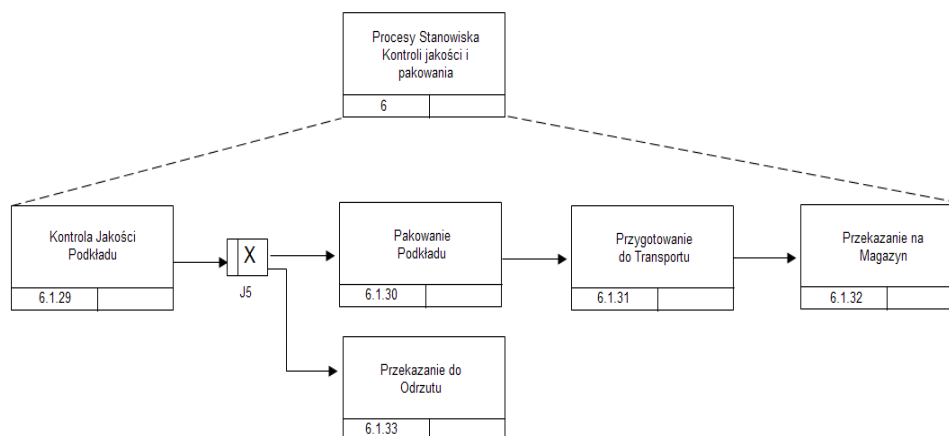 Procesy Stanowiska
Kontroli jakości i
pakowania
6
Kontrola Jakości
Podkładu
6.1.29
X
J5
Pakowanie
Podkładu
6.1.30
Przygotowanie
do Transportu
6.1.31
Przekazanie na
Magazyn
6.1.32
Przekazanie do
Odrzutu
6.1.33